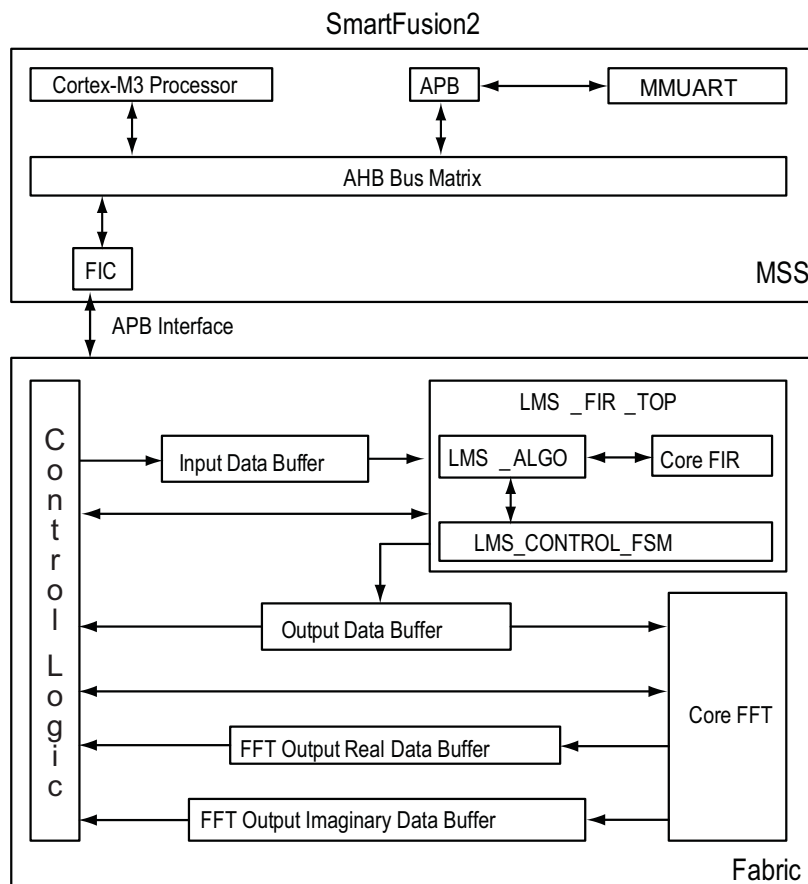 SmartFusion2
Cortex-M3 Processor
APB
MMUART
AHB Bus Matrix
FIC
MSS
APB Interface
Control Logic
LMS _FIR _TOP
Input Data Buffer
LMS _ALGO
Core FIR
LMS_CONTROL_FSM
Output Data Buffer
Core FFT
FFT Output Real Data Buffer
FFT Output Imaginary Data Buffer
Fabric